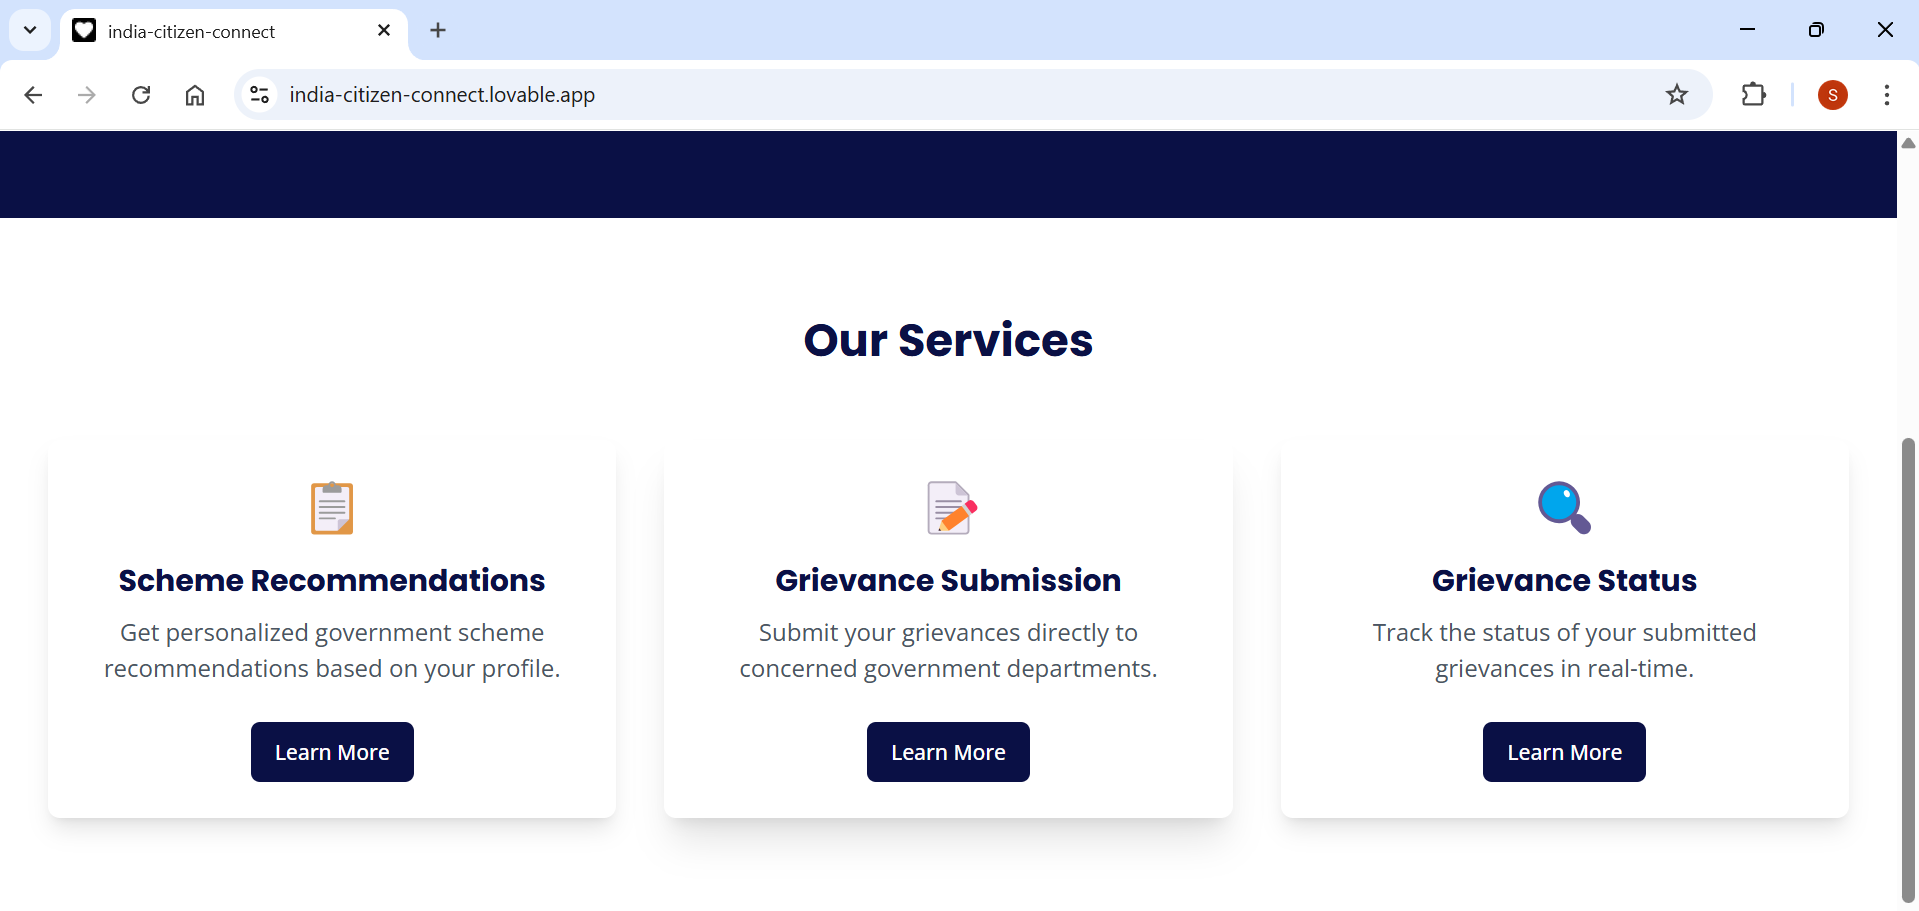 india-citizen-connect
india-citizen-connect.lovable.app
S
Our Services
Scheme Recommendations
Get personalized government scheme
recommendations based on your profile.
Learn More
Grievance Submission
Submit your grievances directly to
concerned government departments.
Learn More
Grievance Status
Track the status of your submitted
grievances in real-time.
Learn More